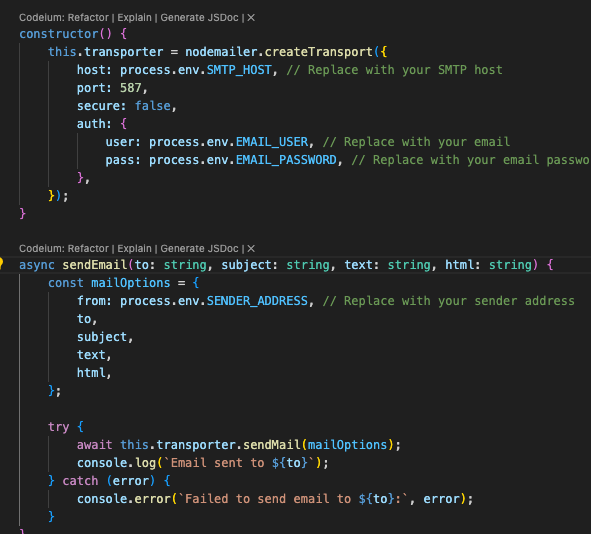 Codeium: Refactor | Explain | Generate JSDoc | ×
constructor() {
    this.transporter = nodemailer.createTransport({
        host: process.env.SMTP_HOST, // Replace with your SMTP host
        port: 587,
        secure: false,
        auth: {
            user: process.env.EMAIL_USER, // Replace with your email
            pass: process.env.EMAIL_PASSWORD, // Replace with your email passwo
        },
    });
}
Codeium: Refactor | Explain | Generate JSDoc | ×
async sendEmail(to: string, subject: string, text: string, html: string) {
    const mailOptions = {
        from: process.env.SENDER_ADDRESS, // Replace with your sender address
        to,
        subject,
        text,
        html,
    };
    try {
        await this.transporter.sendMail(mailOptions);
        console.log(`Email sent to ${to}`);
    } catch (error) {
        console.error(`Failed to send email to ${to}:`, error);
    }
}